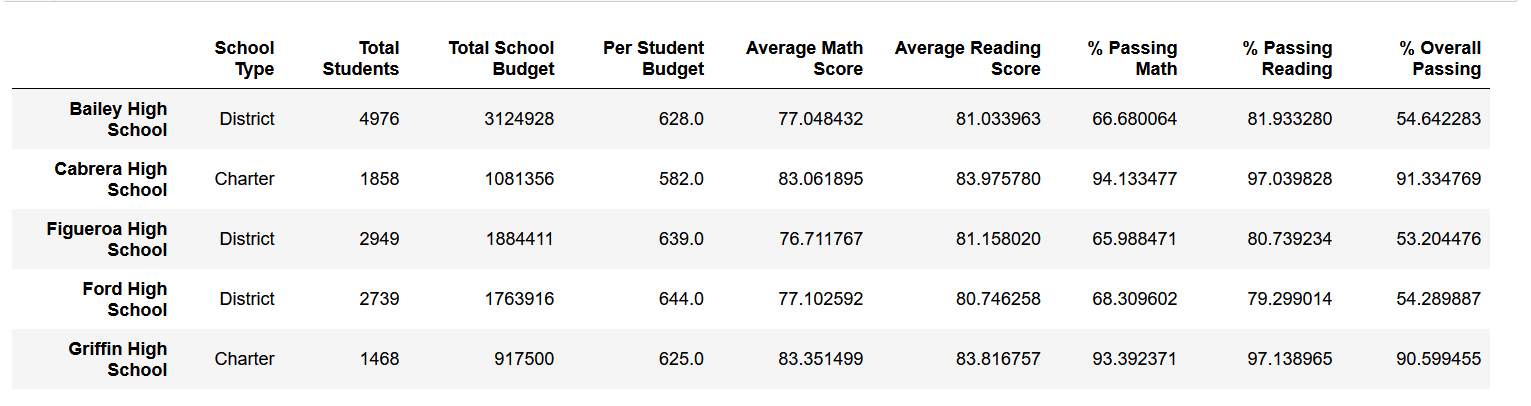 School Type Total Students Total School Budget Per Student Budget Average Math Score Average Reading Score % Passing Math % Passing Reading % Overall Passing
Bailey High School District 4976 3124928 628.0 77.048432 81.033963 66.680064 81.933280 54.642283
Cabrera High School Charter 1858 1081356 582.0 83.061895 83.975780 94.133477 97.039828 91.334769
Figueroa High School District 2949 1884411 639.0 76.711767 81.158020 65.988471 80.739234 53.204476
Ford High School District 2739 1763916 644.0 77.102592 80.746258 68.309602 79.299014 54.289887
Griffin High School Charter 1468 917500 625.0 83.351499 83.816757 93.392371 97.138965 90.599455